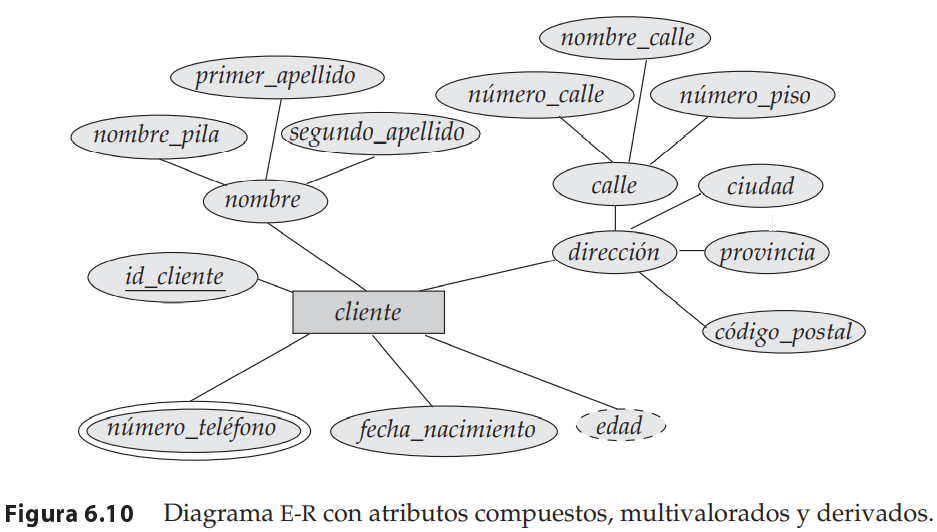 nombre_calle
primer_apellido
número_calle
número_piso
nombre_pila
segundo_apellido
calle
ciudad
nombre
dirección
provincia
id_cliente
cliente
código_postal
número_teléfono
fecha_nacimiento
edad
Figura 6.10 Diagrama E-R con atributos compuestos, multivalorados y derivados.